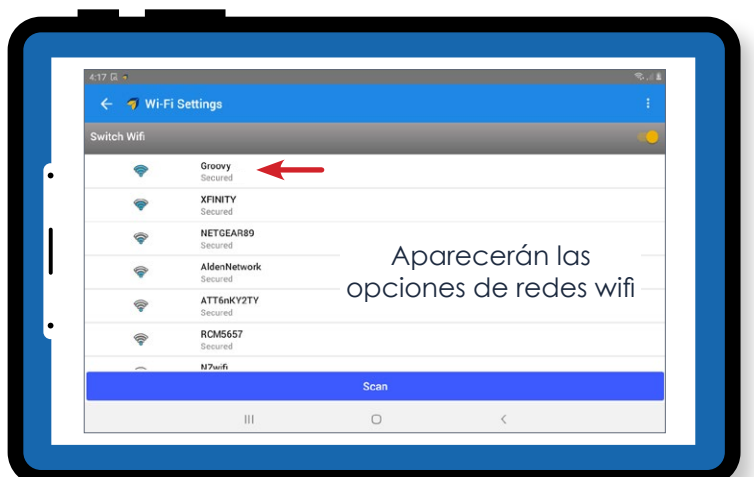 4:17
Wi-Fi Settings
Switch Wifi
Groovy
Secured
XFINITY
Secured
NETGEAR89
Secured
AldenNetwork
Secured
ATT6nKY2TY
Secured
RCM5657
Secured
N7wifi
Aparecerán las
opciones de redes wifi
Scan